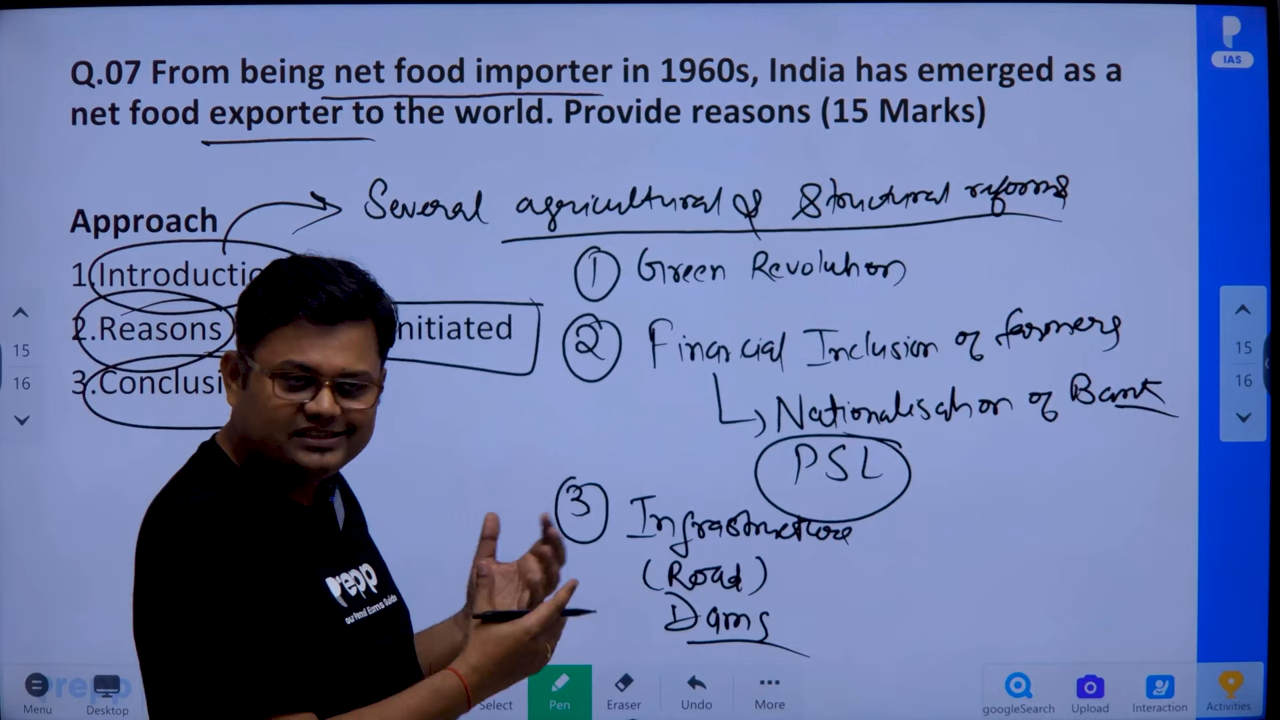 Q.07 From being net food importer in 1960s, India has emerged as a
net food exporter to the world. Provide reasons (15 Marks)
IAS
Several agricultural & Structural reforms
Approach
1.Introductio
① Green Revolution
2.Reasons nitiated
② Financial Inclusion of farmers
3.Conclusi
↳ Nationalisation of Bank
PSL
③ Infrastructure
(Road)
Dams
prepp
15
16
15
16
Menu
Desktop
Select
Pen
Eraser
Undo
More
googleSearch
Upload
Interaction
Activities